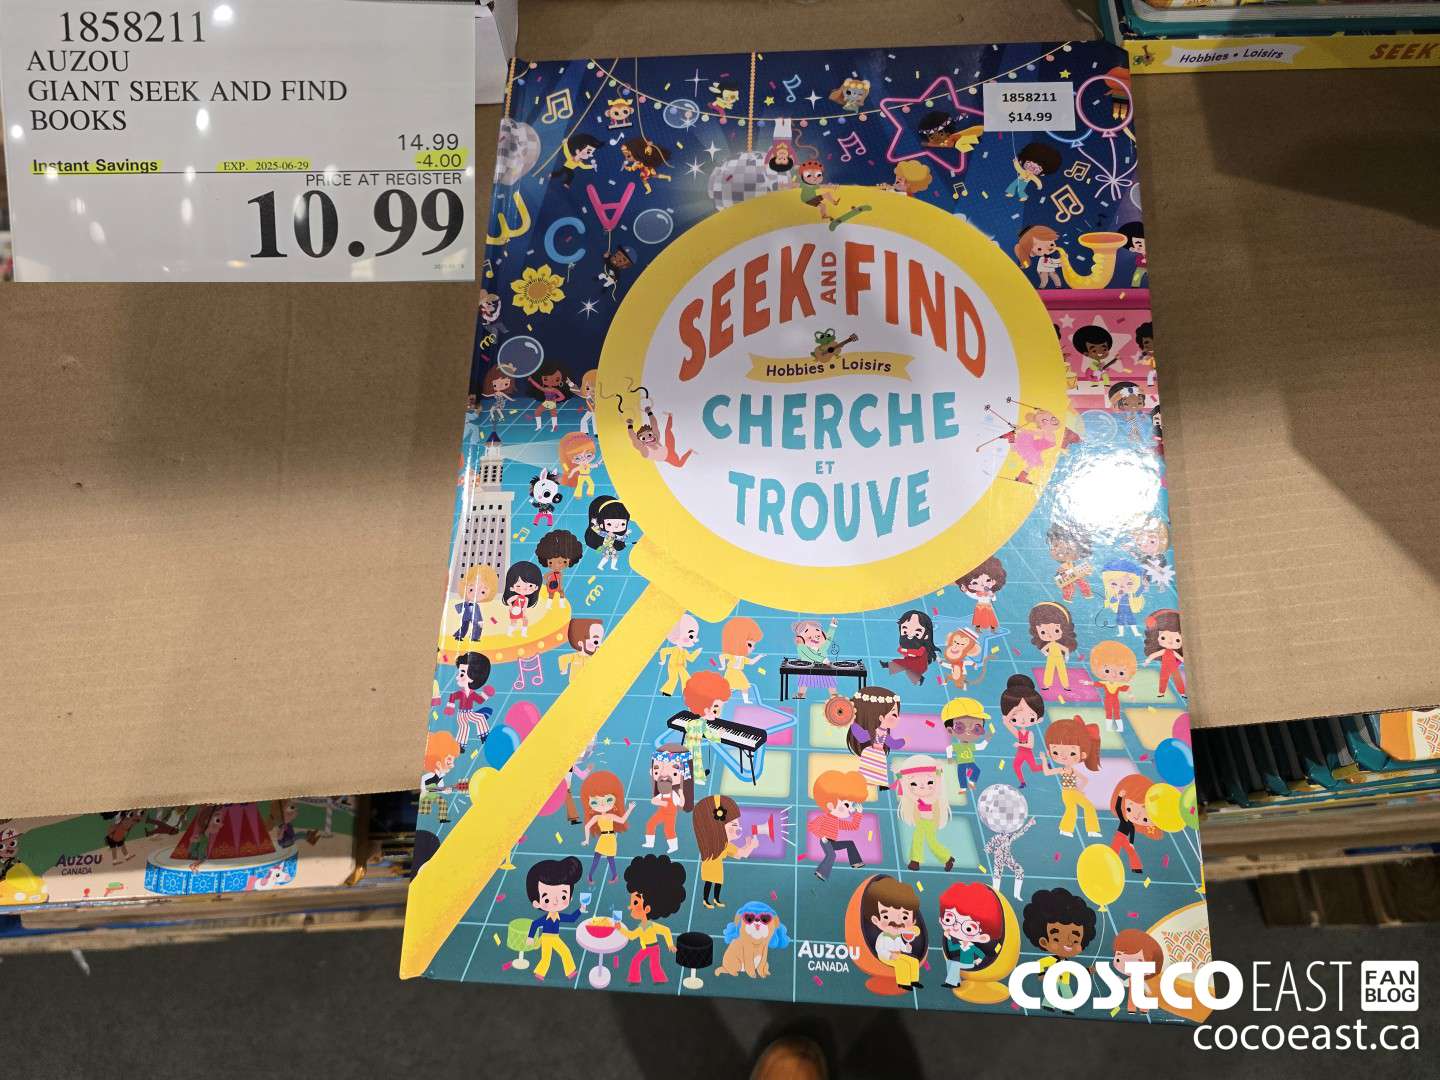 1858211
AUZOU
GIANT SEEK AND FIND
BOOKS
14.99
Instant Savings EXP. 2025-06-29 -4.00
PRICE AT REGISTER
10.99
Hobbies • Loisirs SEEK
1858211
$14.99
SEEK AND FIND
Hobbies • Loisirs
CHERCHE
ET
TROUVE
AUZOU
CANADA
AUZOU
CANADA
COSTCO EAST FAN BLOG
cocoeast.ca